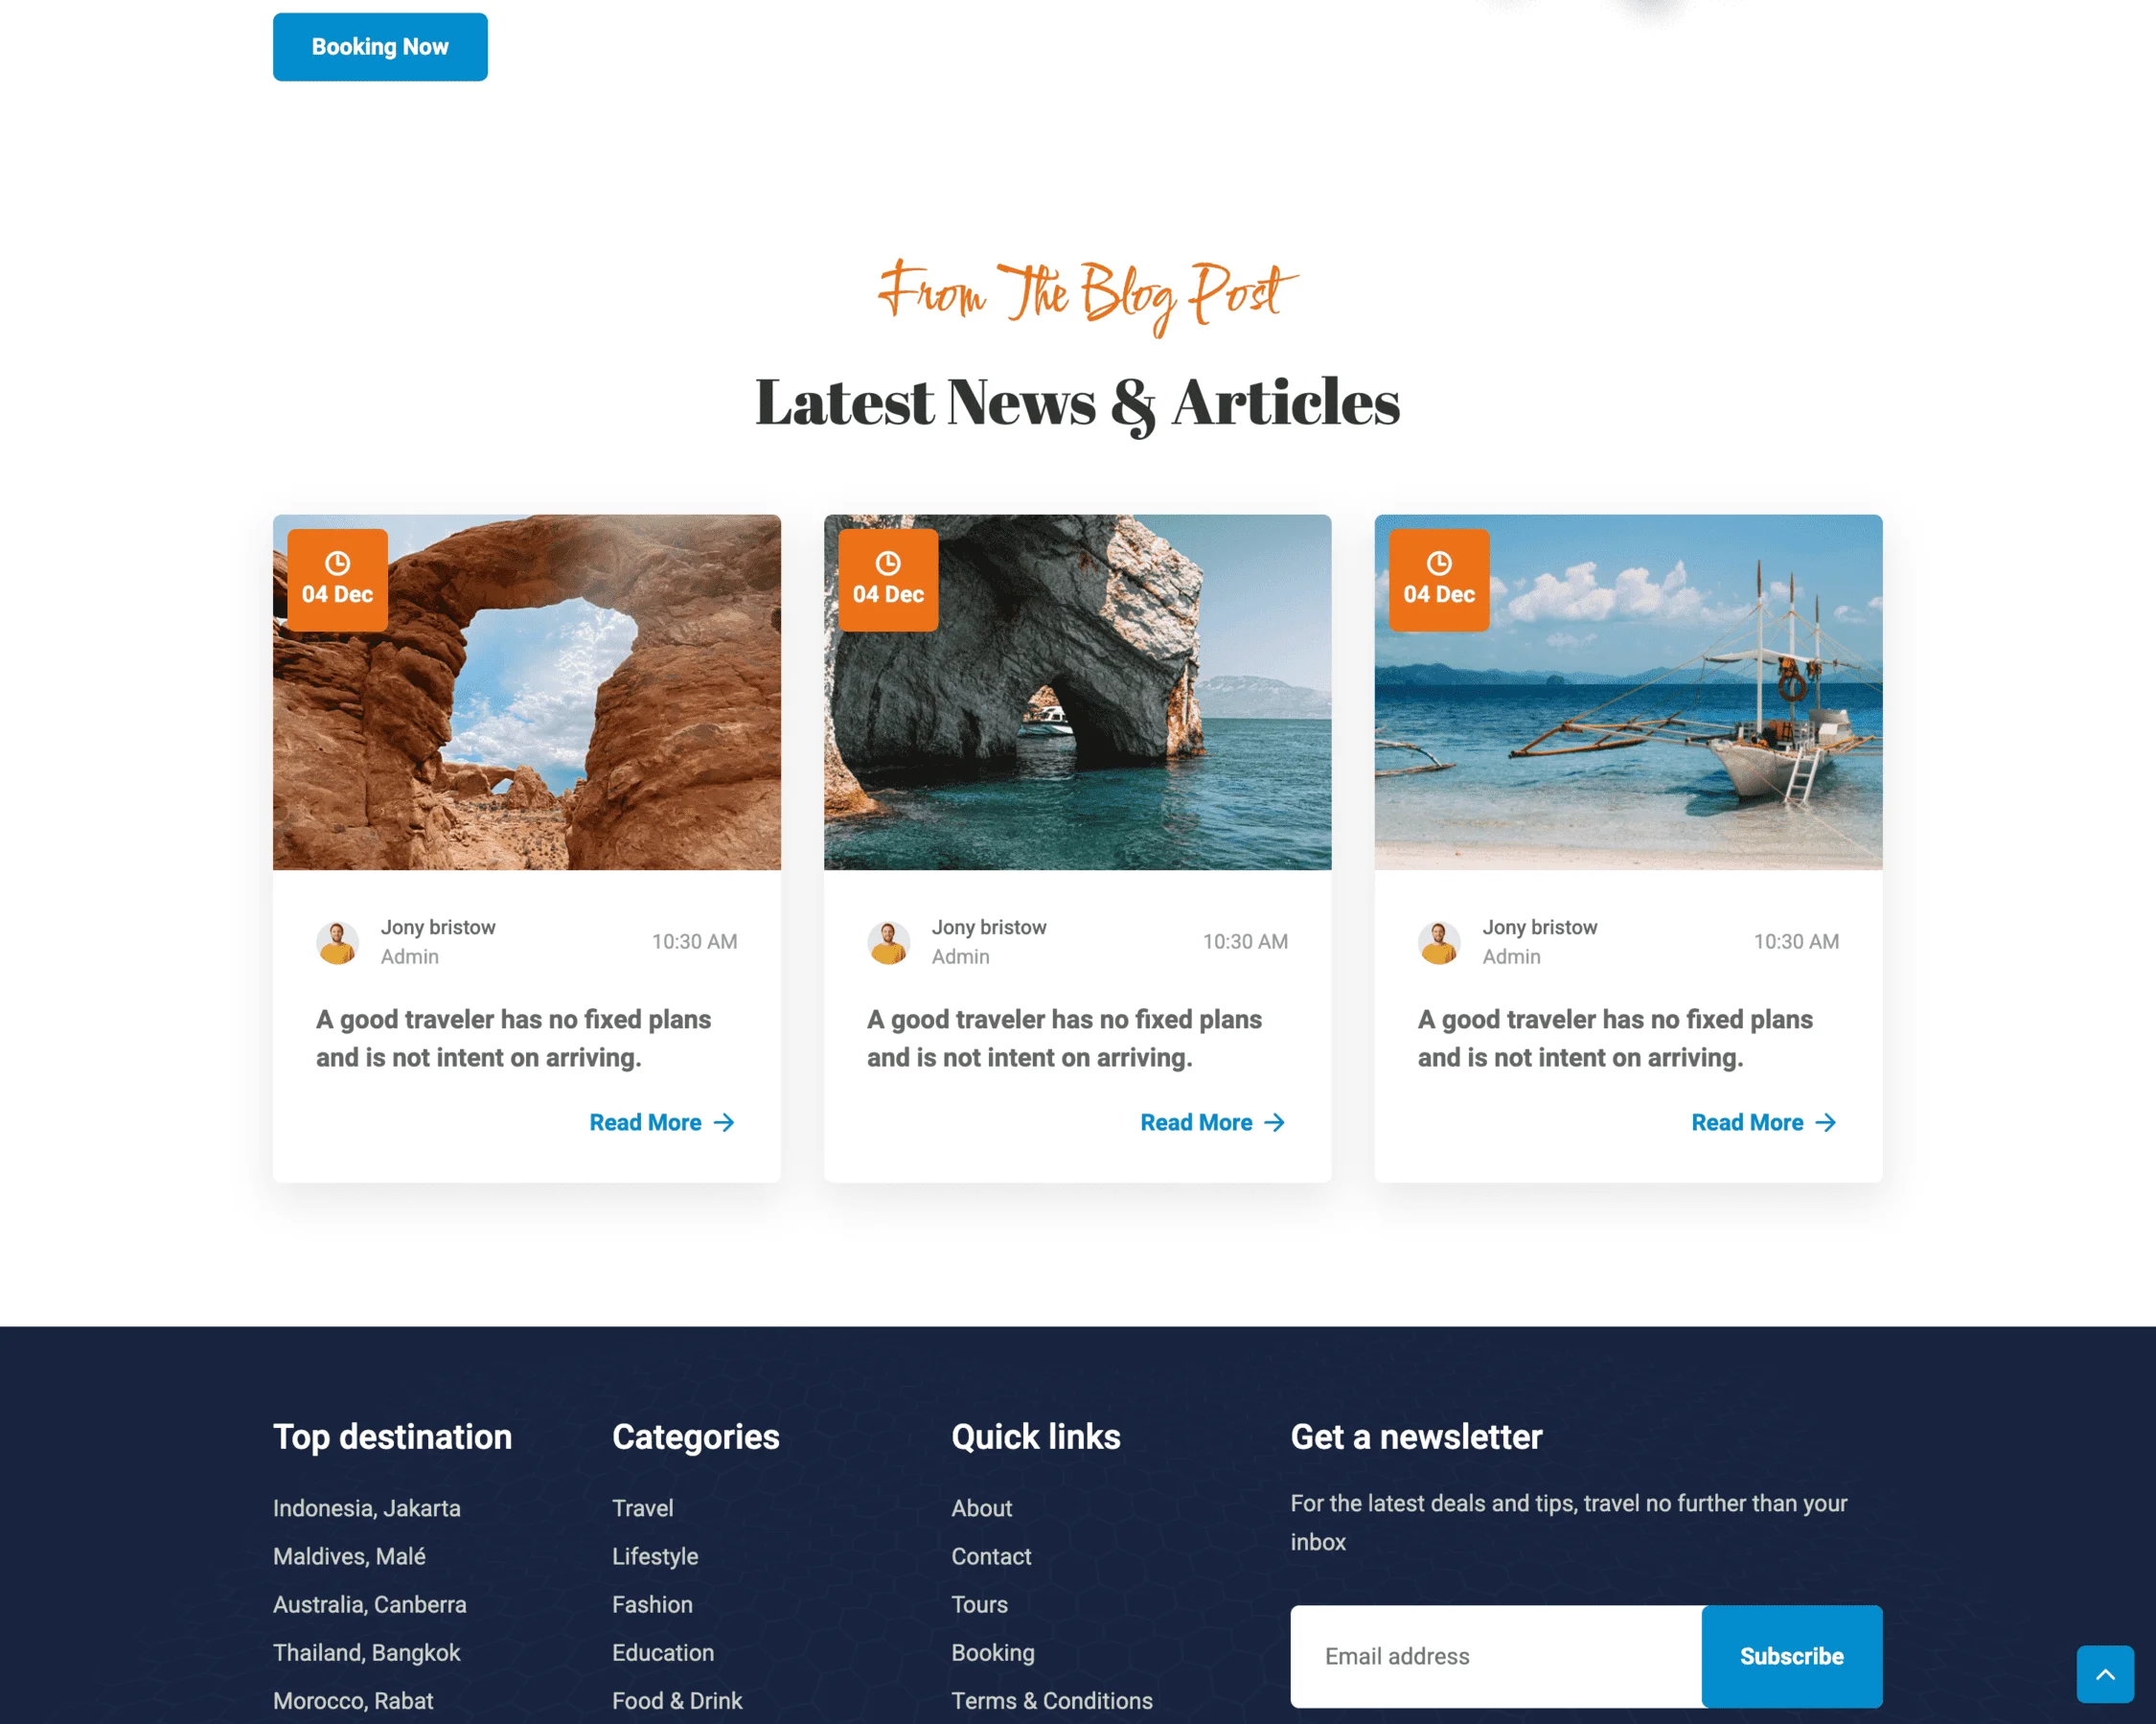 Booking Now
From The Blog Post
Latest News & Articles
04 Dec
Jony bristow
Admin
10:30 AM
A good traveler has no fixed plans
and is not intent on arriving.
Read More
04 Dec
Jony bristow
Admin
10:30 AM
A good traveler has no fixed plans
and is not intent on arriving.
Read More
04 Dec
Jony bristow
Admin
10:30 AM
A good traveler has no fixed plans
and is not intent on arriving.
Read More
Top destination
Indonesia, Jakarta
Maldives, Malé
Australia, Canberra
Thailand, Bangkok
Morocco, Rabat
Categories
Travel
Lifestyle
Fashion
Education
Food & Drink
Quick links
About
Contact
Tours
Booking
Terms & Conditions
Get a newsletter
For the latest deals and tips, travel no further than your
inbox
Email address
Subscribe